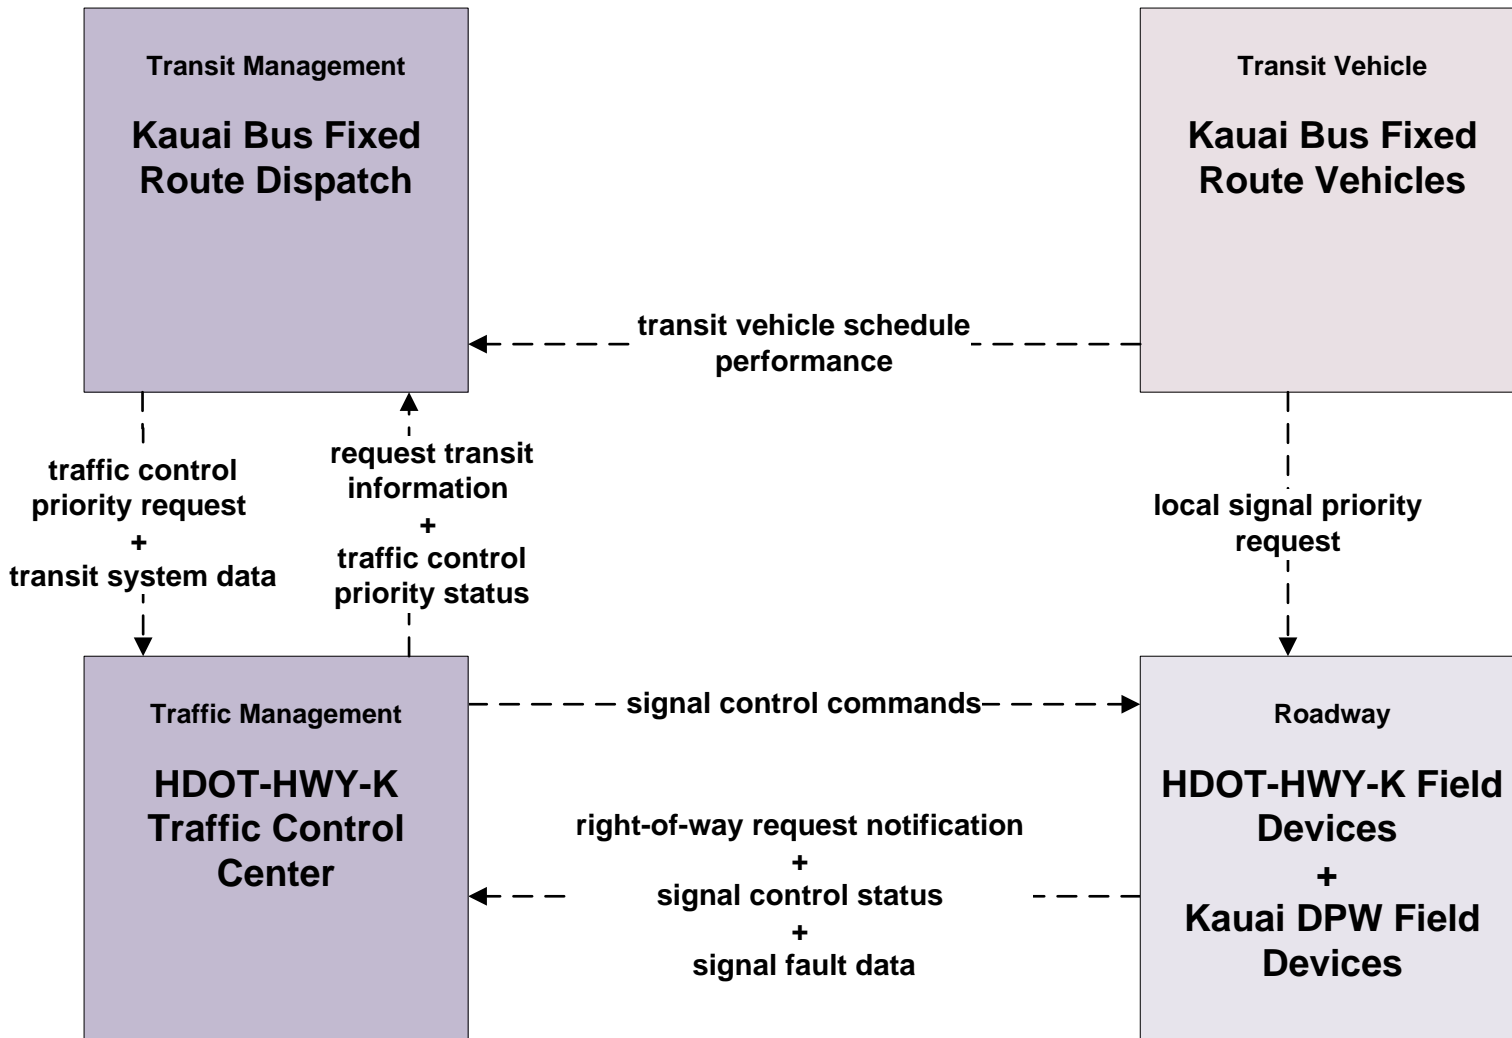 Transit Management
Kauai Bus Fixed
Route Dispatch
Transit Vehicle
Kauai Bus Fixed
Route Vehicles
transit vehicle schedule
performance
traffic control
priority request
+
transit system data
request transit
information
+
traffic control
priority status
local signal priority
request
Traffic Management
HDOT-HWY-K
Traffic Control
Center
signal control commands
right-of-way request notification
+
signal control status
+
signal fault data
Roadway
HDOT-HWY-K Field
Devices
+
Kauai DPW Field
Devices